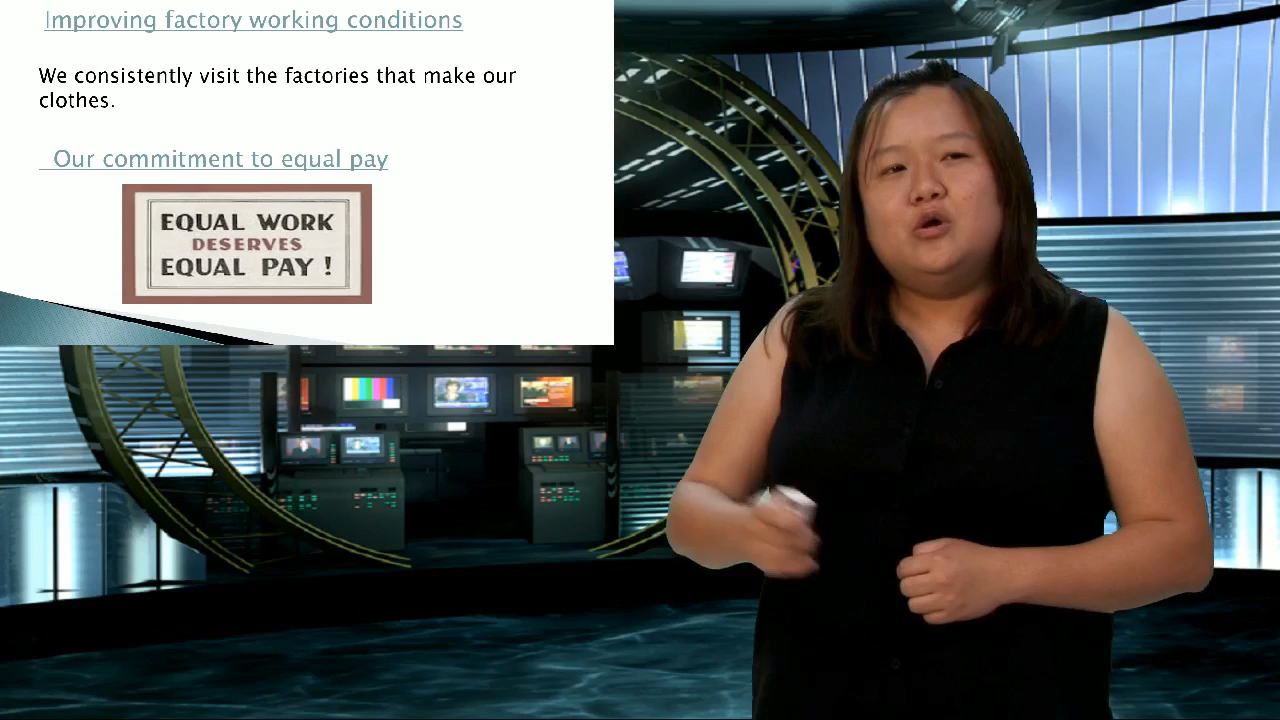 Improving factory working conditions
We consistently visit the factories that make our
clothes.
Our commitment to equal pay
EQUAL WORK
DESERVES
EQUAL PAY !